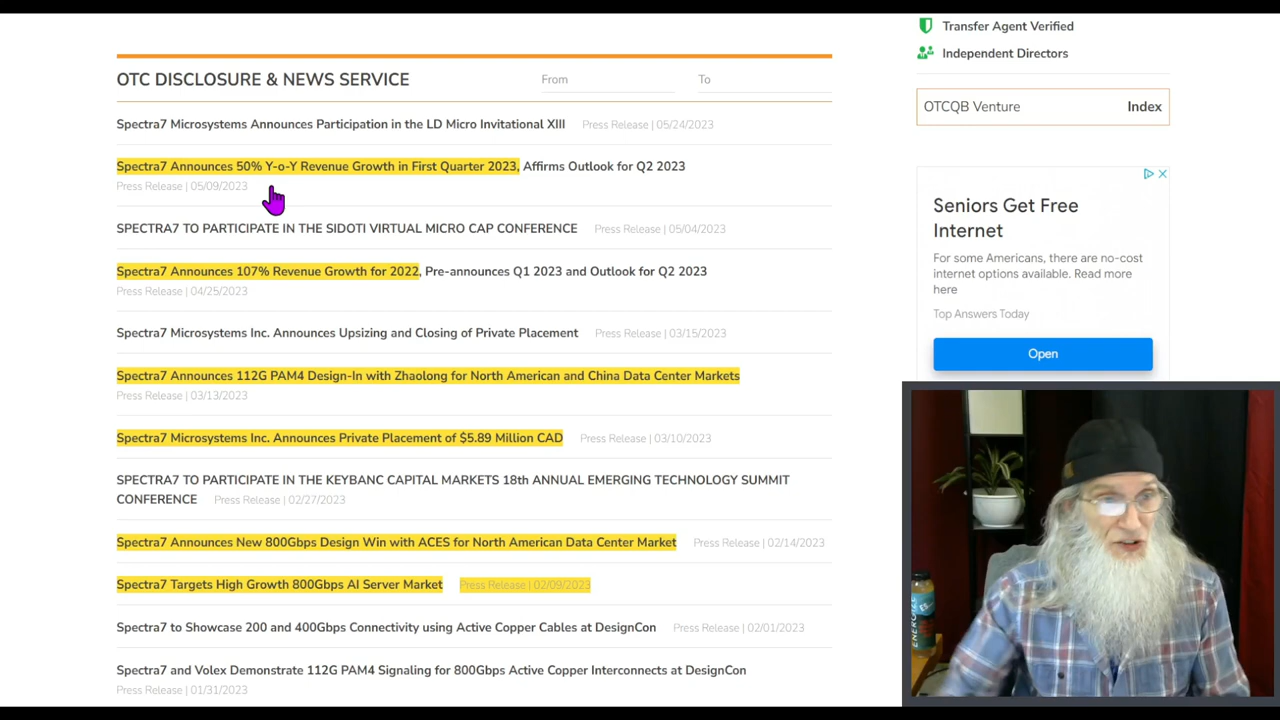 Transfer Agent Verified
Independent Directors
OTCQB Venture Index
OTC DISCLOSURE & NEWS SERVICE From To
Spectra7 Microsystems Announces Participation in the LD Micro Invitational XIII Press Release | 05/24/2023
Spectra7 Announces 50% Y-o-Y Revenue Growth in First Quarter 2023, Affirms Outlook for Q2 2023
Press Release | 05/09/2023
SPECTRA7 TO PARTICIPATE IN THE SIDOTI VIRTUAL MICRO CAP CONFERENCE Press Release | 05/04/2023
Spectra7 Announces 107% Revenue Growth for 2022, Pre-announces Q1 2023 and Outlook for Q2 2023
Press Release | 04/25/2023
Spectra7 Microsystems Inc. Announces Upsizing and Closing of Private Placement Press Release | 03/15/2023
Spectra7 Announces 112G PAM4 Design-In with Zhaolong for North American and China Data Center Markets
Press Release | 03/13/2023
Spectra7 Microsystems Inc. Announces Private Placement of $5.89 Million CAD Press Release | 03/10/2023
SPECTRA7 TO PARTICIPATE IN THE KEYBANC CAPITAL MARKETS 18th ANNUAL EMERGING TECHNOLOGY SUMMIT
CONFERENCE Press Release | 02/27/2023
Spectra7 Announces New 800Gbps Design Win with ACES for North American Data Center Market Press Release | 02/14/2023
Spectra7 Targets High Growth 800Gbps AI Server Market Press Release | 02/09/2023
Spectra7 to Showcase 200 and 400Gbps Connectivity using Active Copper Cables at DesignCon Press Release | 02/01/2023
Spectra7 and Volex Demonstrate 112G PAM4 Signaling for 800Gbps Active Copper Interconnects at DesignCon
Press Release | 01/31/2023
Seniors Get Free
Internet
For some Americans, there are no-cost
internet options available. Read more
here
Top Answers Today
Open